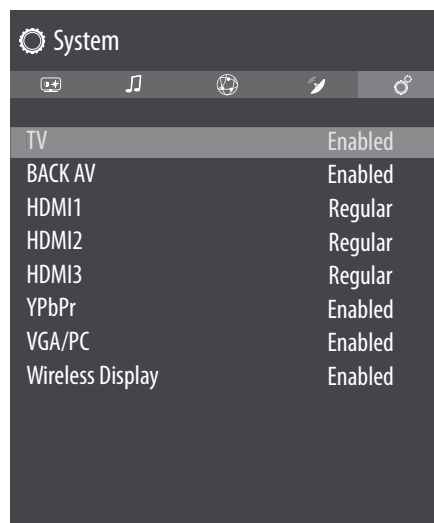 System
TV Enabled
BACK AV Enabled
HDMI1 Regular
HDMI2 Regular
HDMI3 Regular
YPbPr Enabled
VGA/PC Enabled
Wireless Display Enabled